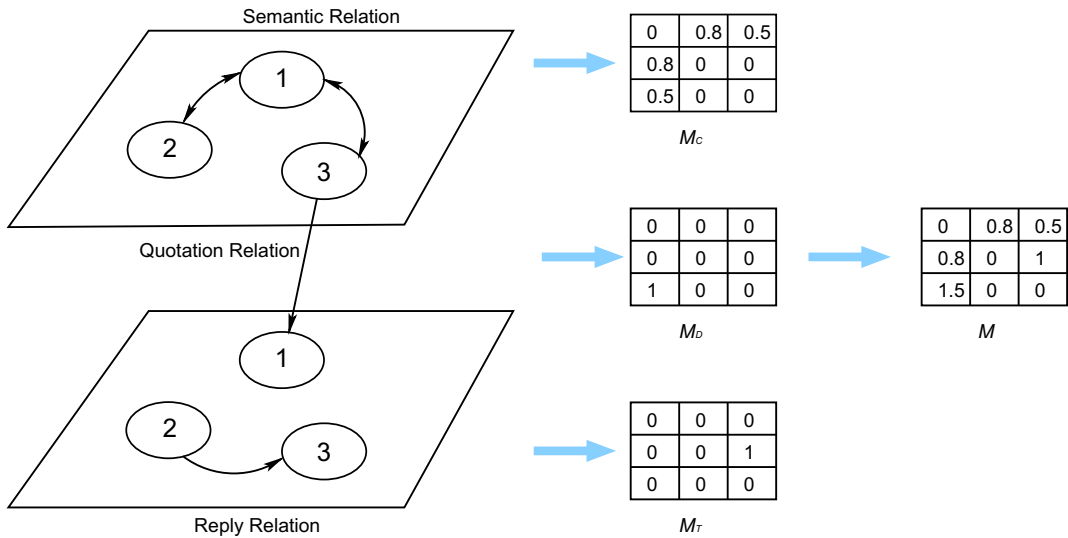 Semantic Relation
1
2
3
Quotation Relation
1
2
3
Reply Relation
0 0.8 0.5
0.8 0 0
0.5 0 0
MC
0 0 0
0 0 0
1 0 0
MD
0 0 0
0 0 1
0 0 0
MT
0 0.8 0.5
0.8 0 1
1.5 0 0
M